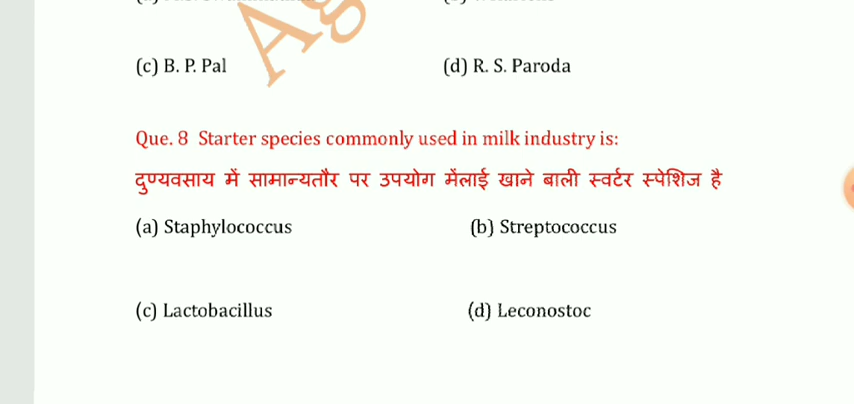 (c) B. P. Pal (d) R. S. Paroda
Que. 8 Starter species commonly used in milk industry is:
दुण्यवसाय में सामान्यतौर पर उपयोग मेंलाई खाने बाली स्वर्टर स्पेशिज है
(a) Staphylococcus (b) Streptococcus
(c) Lactobacillus (d) Leconostoc